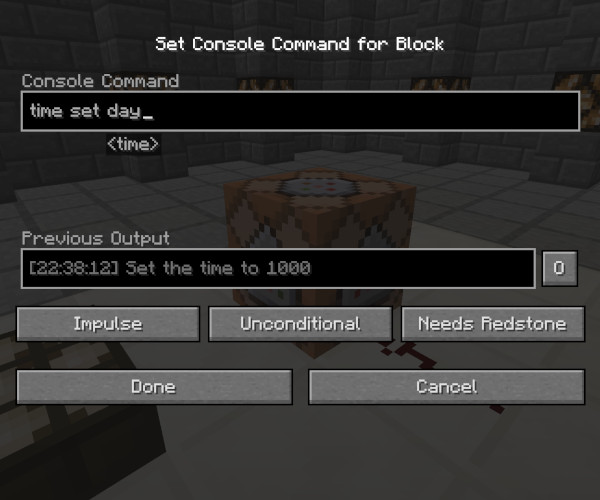 Set Console Command for Block
Console Command
time set day_
<time>
Previous Output
[22:38:12] Set the time to 1000
O
Impulse
Unconditional
Needs Redstone
Done
Cancel